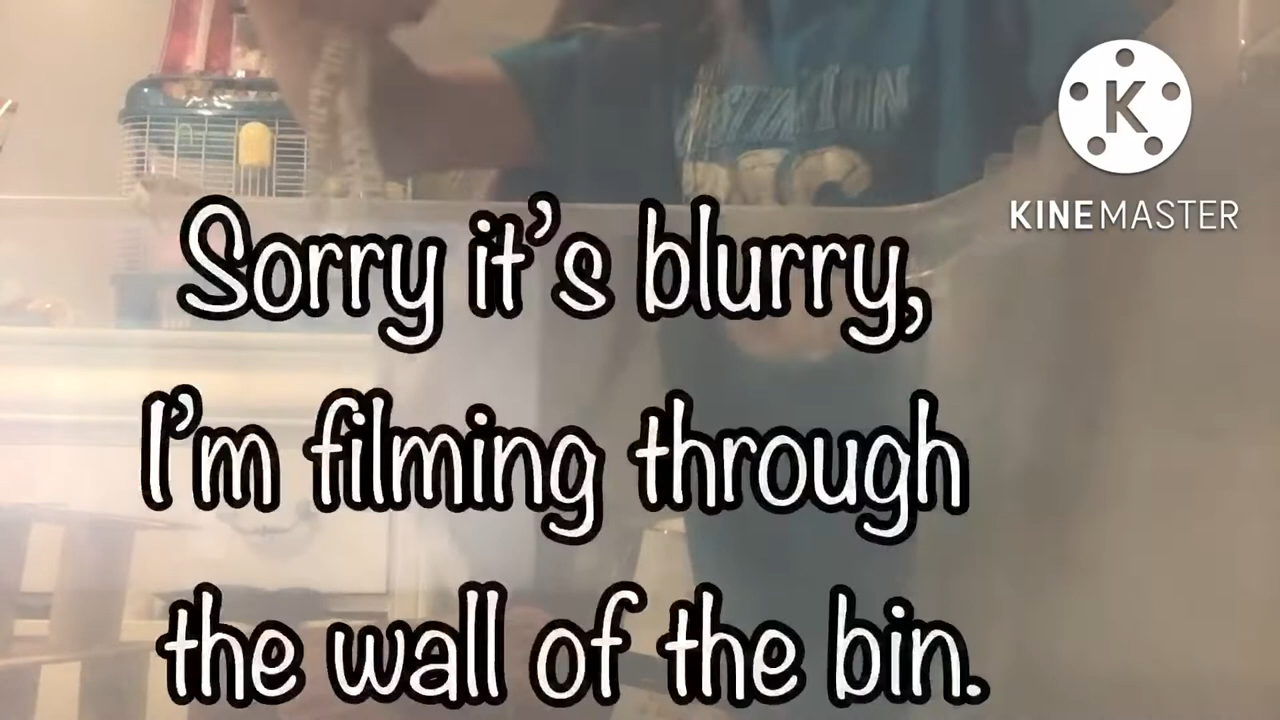 K
KINEMASTER
Sorry it's blurry,
I'm filming through
the wall of the bin.